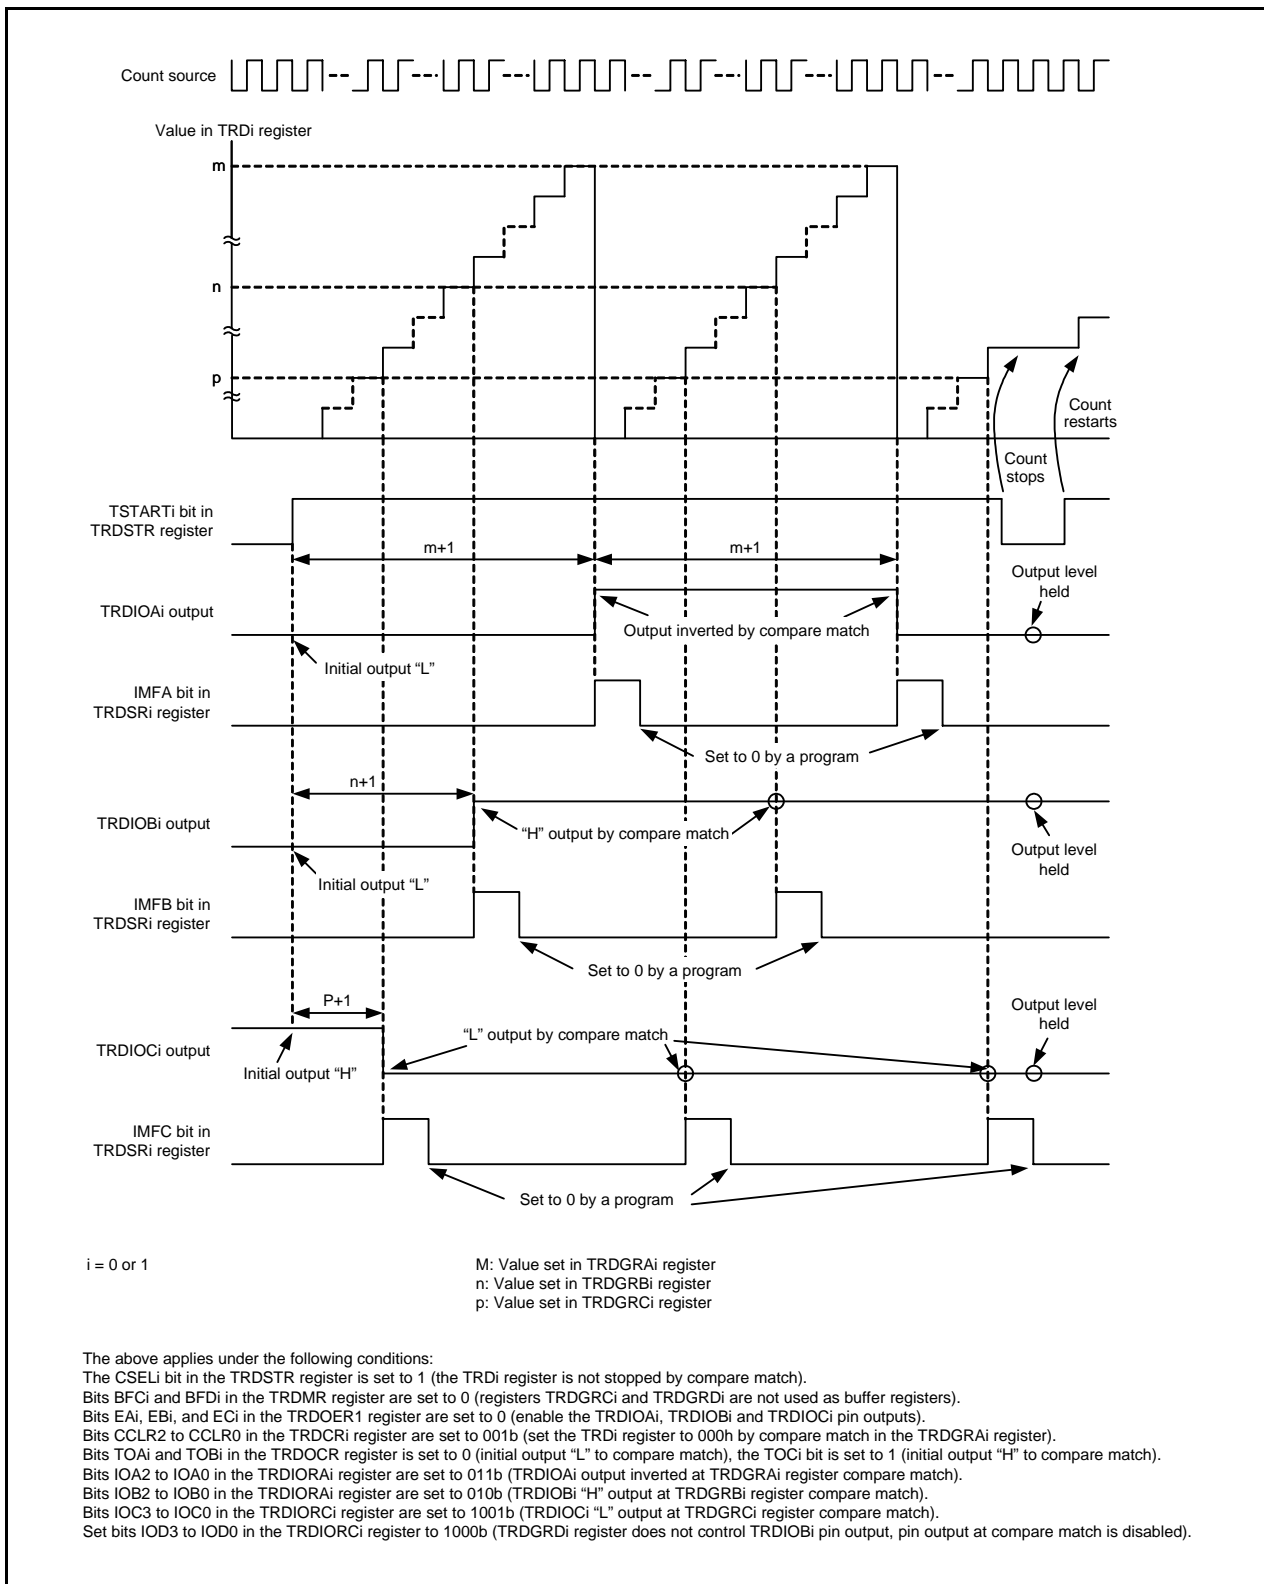 Count source
Value in TRDi register
m
n
p
Count
restarts
Count
stops
TSTARTi bit in
TRDSTR register
m+1
m+1
Output level
held
TRDIOAi output
Output inverted by compare match
Initial output “L”
IMFA bit in
TRDSRi register
Set to 0 by a program
n+1
TRDIOBi output
“H” output by compare match
Output level
held
Initial output “L”
IMFB bit in
TRDSRi register
Set to 0 by a program
P+1
Output level
held
“L” output by compare match
TRDIOCi output
Initial output “H”
IMFC bit in
TRDSRi register
Set to 0 by a program
i = 0 or 1
M: Value set in TRDGRAi register
n: Value set in TRDGRBi register
p: Value set in TRDGRCi register
The above applies under the following conditions:
The CSELi bit in the TRDSTR register is set to 1 (the TRDi register is not stopped by compare match).
Bits BFCi and BFDi in the TRDMR register are set to 0 (registers TRDGRCi and TRDGRDi are not used as buffer registers).
Bits EAi, EBi, and ECi in the TRDOER1 register are set to 0 (enable the TRDIOAi, TRDIOBi and TRDIOCi pin outputs).
Bits CCLR2 to CCLR0 in the TRDCRi register are set to 001b (set the TRDi register to 000h by compare match in the TRDGRAi register).
Bits TOAi and TOBi in the TRDOCR register is set to 0 (initial output “L” to compare match), the TOCi bit is set to 1 (initial output “H” to compare match).
Bits IOA2 to IOA0 in the TRDIORAi register are set to 011b (TRDIOAi output inverted at TRDGRAi register compare match).
Bits IOB2 to IOB0 in the TRDIORAi register are set to 010b (TRDIOBi “H” output at TRDGRBi register compare match).
Bits IOC3 to IOC0 in the TRDIORCi register are set to 1001b (TRDIOCi “L” output at TRDGRCi register compare match).
Set bits IOD3 to IOD0 in the TRDIORCi register to 1000b (TRDGRDi register does not control TRDIOBi pin output, pin output at compare match is disabled).